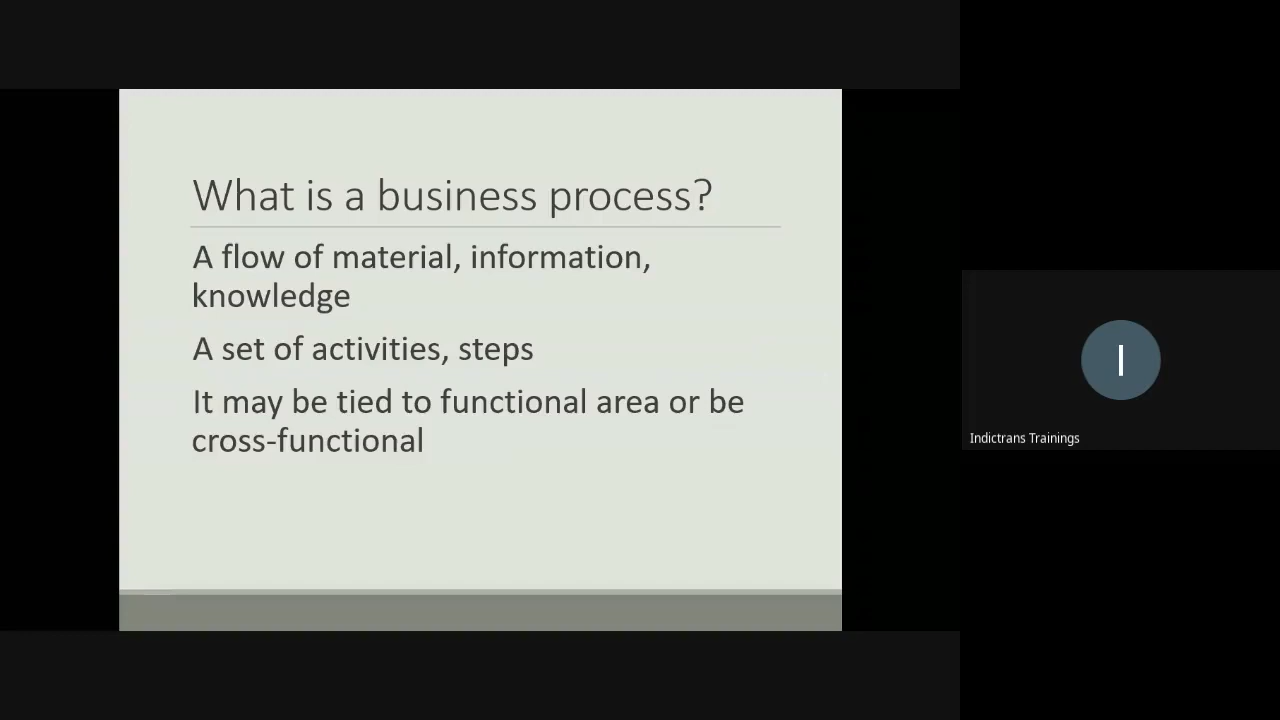 What is a business process?
A flow of material, information,
knowledge
A set of activities, steps
It may be tied to functional area or be
cross-functional
I
Indictrans Trainings